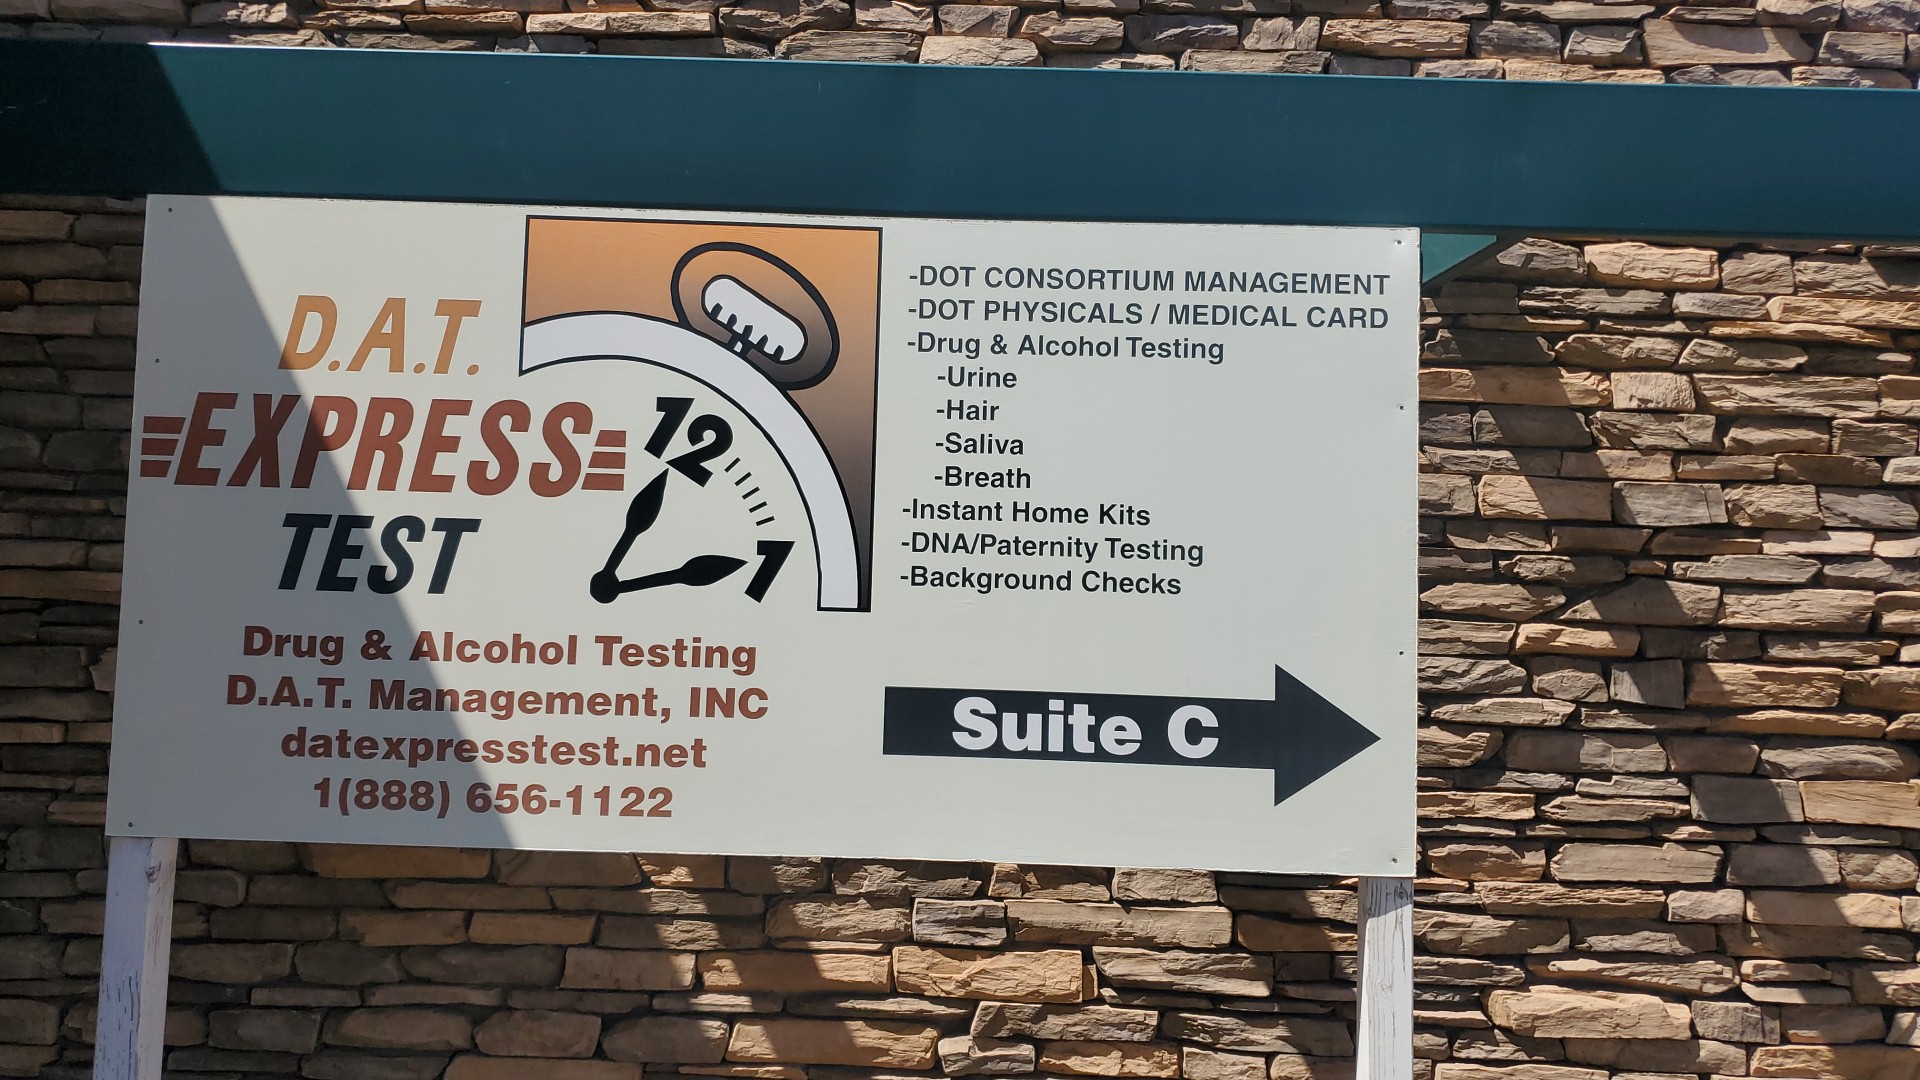 D.A.T.
EXPRESS
TEST
12
1
Drug & Alcohol Testing
D.A.T. Management, INC
datexpresstest.net
1(888) 656-1122
-DOT CONSORTIUM MANAGEMENT
-DOT PHYSICALS / MEDICAL CARD
-Drug & Alcohol Testing
-Urine
-Hair
-Saliva
-Breath
-Instant Home Kits
-DNA/Paternity Testing
-Background Checks
Suite C